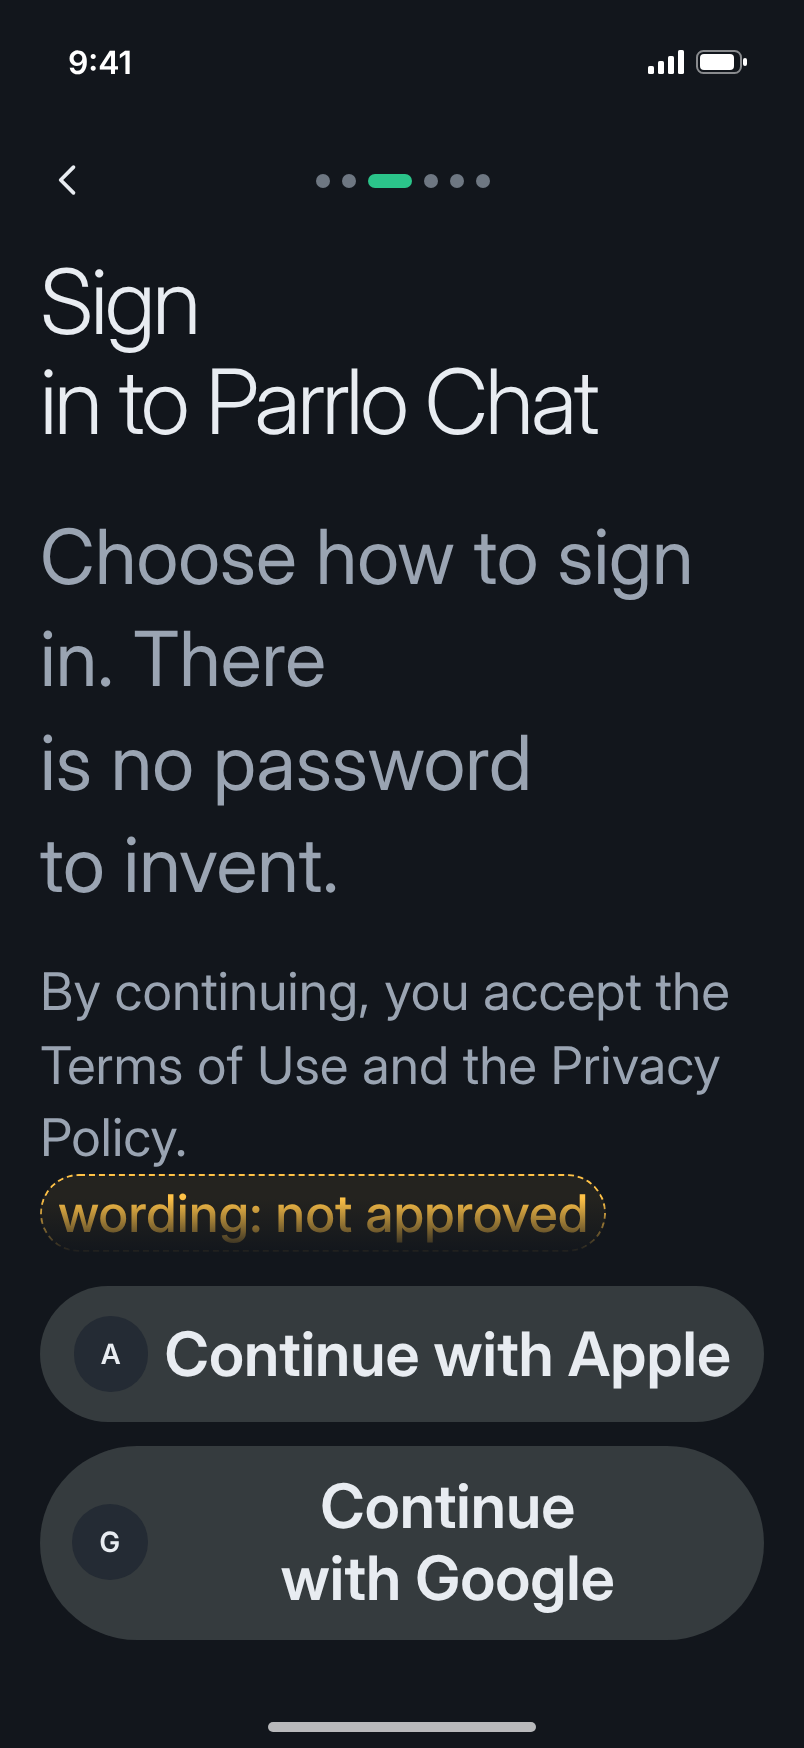 9:41
Sign
in to Parrlo Chat
Choose how to sign
in. There
is no password
to invent.
By continuing, you accept the
Terms of Use and the Privacy
Policy.
wording: not approved
A Continue with Apple
G Continue
with Google